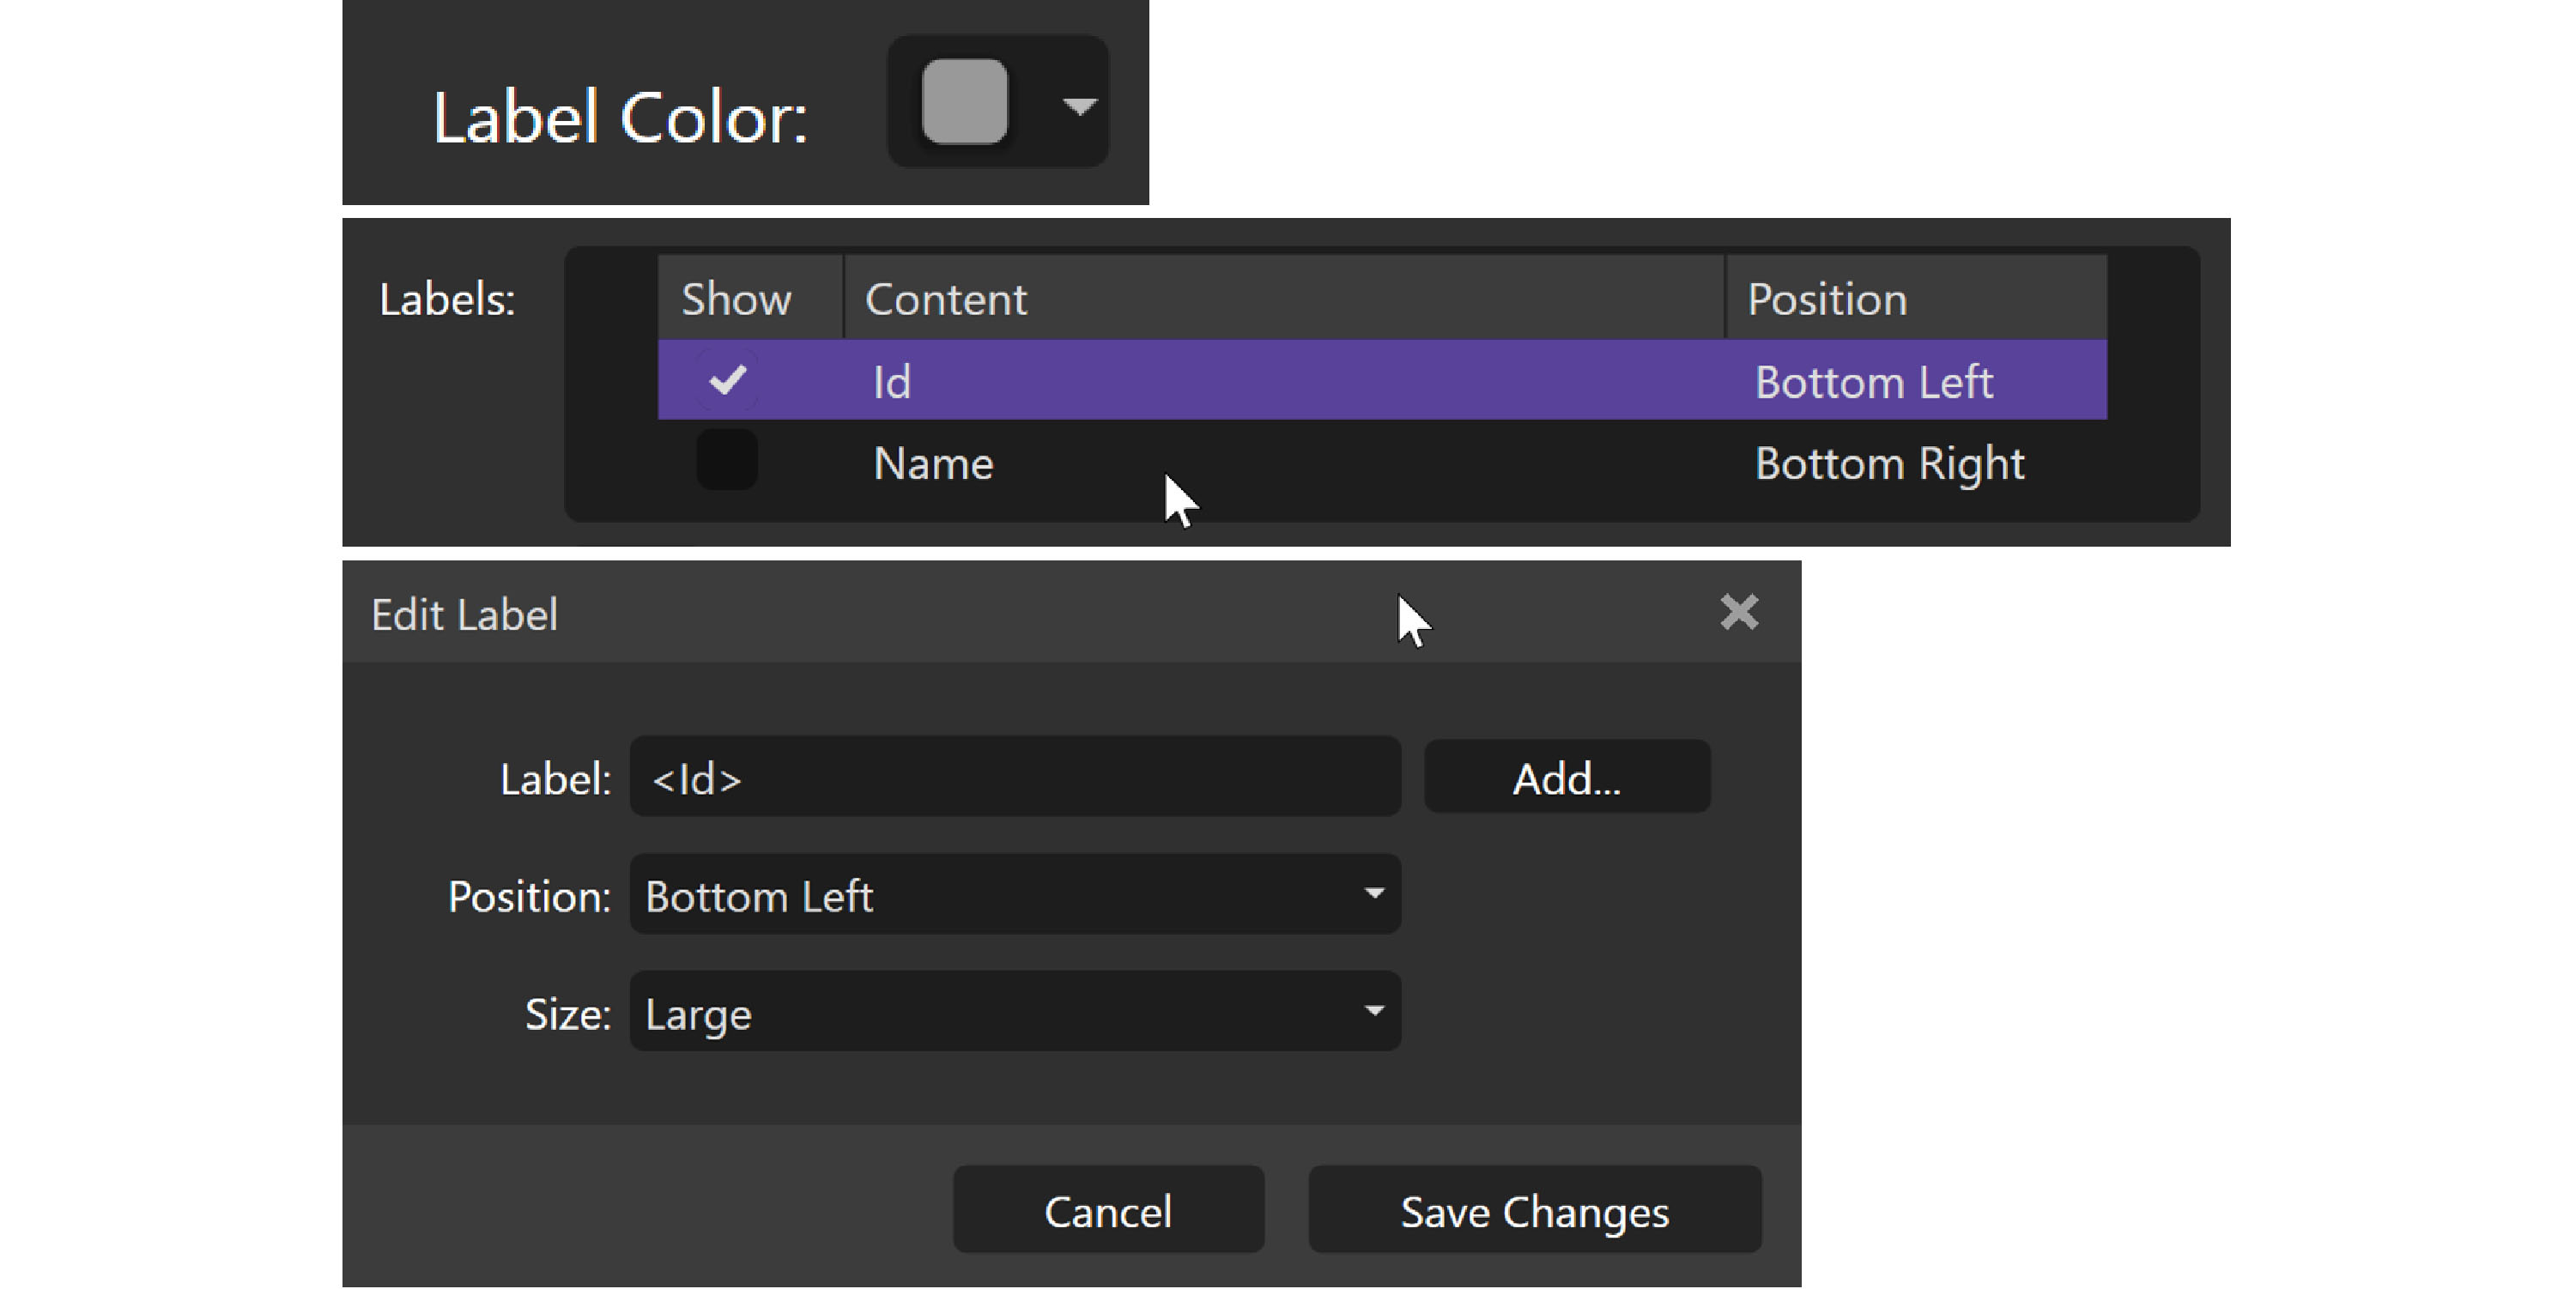 Label Color:
Labels: Show Content Position
Id Bottom Left
Name Bottom Right
Edit Label
Label: <Id> Add...
Position: Bottom Left
Size: Large
Cancel Save Changes